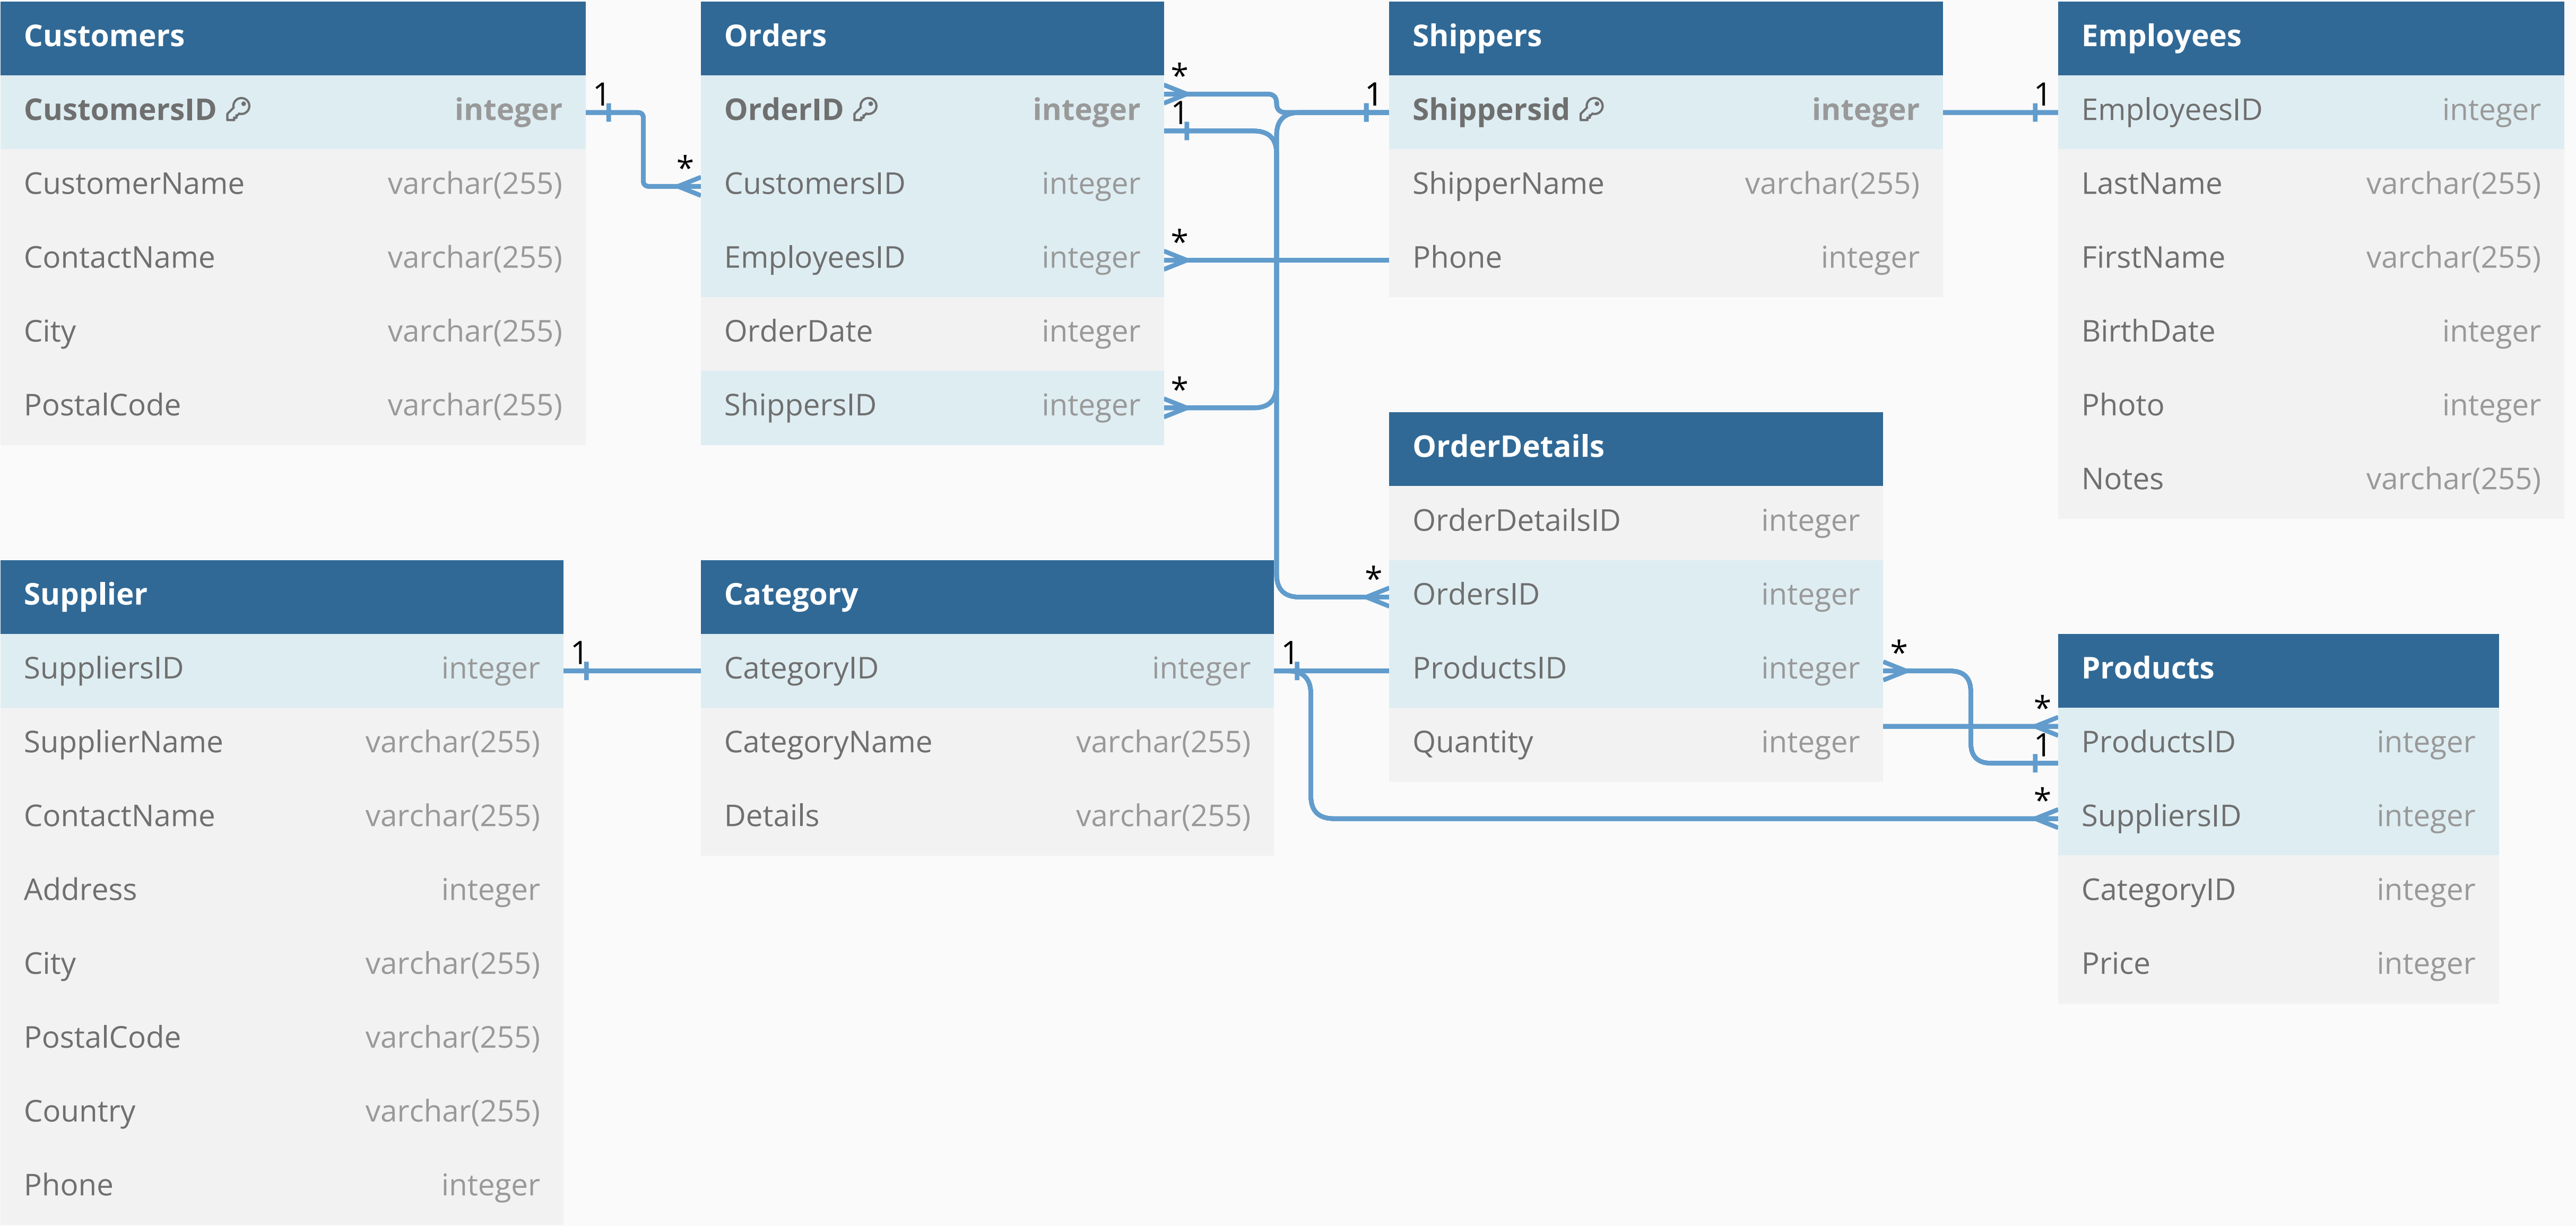 Customers
CustomersID integer
CustomerName varchar(255)
ContactName varchar(255)
City varchar(255)
PostalCode varchar(255)
1
*
Orders
OrderID integer
CustomersID integer
EmployeesID integer
OrderDate integer
ShippersID integer
*
1
*
*
1
Shippers
Shippersid integer
ShipperName varchar(255)
Phone integer
1
Employees
EmployeesID integer
LastName varchar(255)
FirstName varchar(255)
BirthDate integer
Photo integer
Notes varchar(255)
OrderDetails
OrderDetailsID integer
OrdersID integer
ProductsID integer
Quantity integer
*
*
Supplier
SuppliersID integer
SupplierName varchar(255)
ContactName varchar(255)
Address integer
City varchar(255)
PostalCode varchar(255)
Country varchar(255)
Phone integer
1
Category
CategoryID integer
CategoryName varchar(255)
Details varchar(255)
1
*
1
*
Products
ProductsID integer
SuppliersID integer
CategoryID integer
Price integer